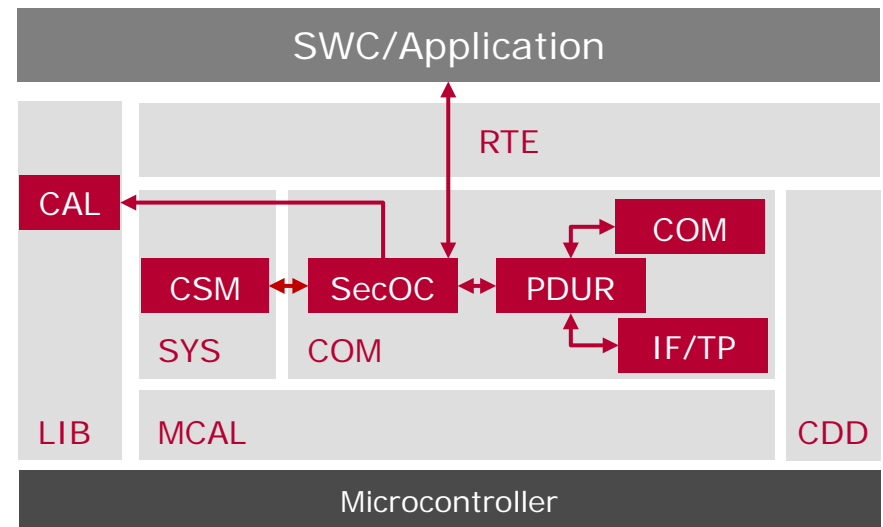 SWC/Application
RTE
CAL
COM
CSM
SecOC
PDUR
SYS
COM
IF/TP
LIB
MCAL
CDD
Microcontroller